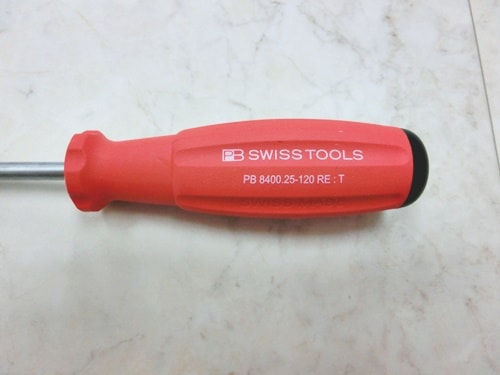 PB SWISS TOOLS
PB 8400.25-120 RE : T